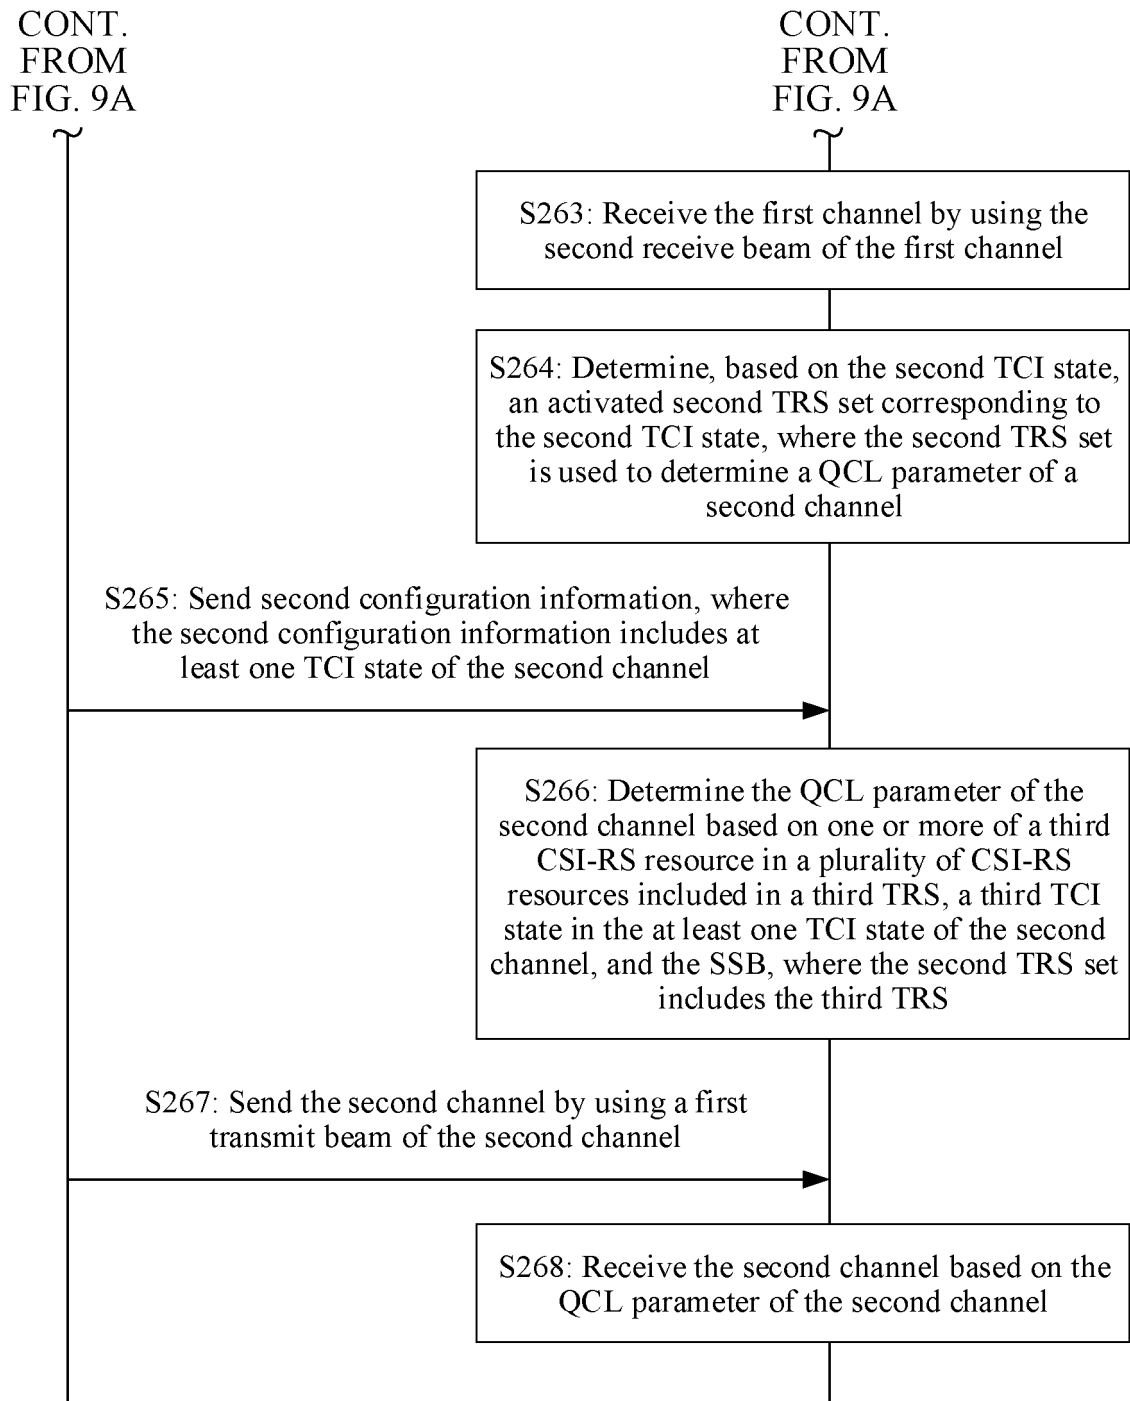 CONT.
FROM
FIG. 9A
CONT.
FROM
FIG. 9A
S263: Receive the first channel by using the
second receive beam of the first channel
S264: Determine, based on the second TCI state,
an activated second TRS set corresponding to
the second TCI state, where the second TRS set
is used to determine a QCL parameter of a
second channel
S265: Send second configuration information, where
the second configuration information includes at
least one TCI state of the second channel
S266: Determine the QCL parameter of the
second channel based on one or more of a third
CSI-RS resource in a plurality of CSI-RS
resources included in a third TRS, a third TCI
state in the at least one TCI state of the second
channel, and the SSB, where the second TRS set
includes the third TRS
S267: Send the second channel by using a first
transmit beam of the second channel
S268: Receive the second channel based on the
QCL parameter of the second channel